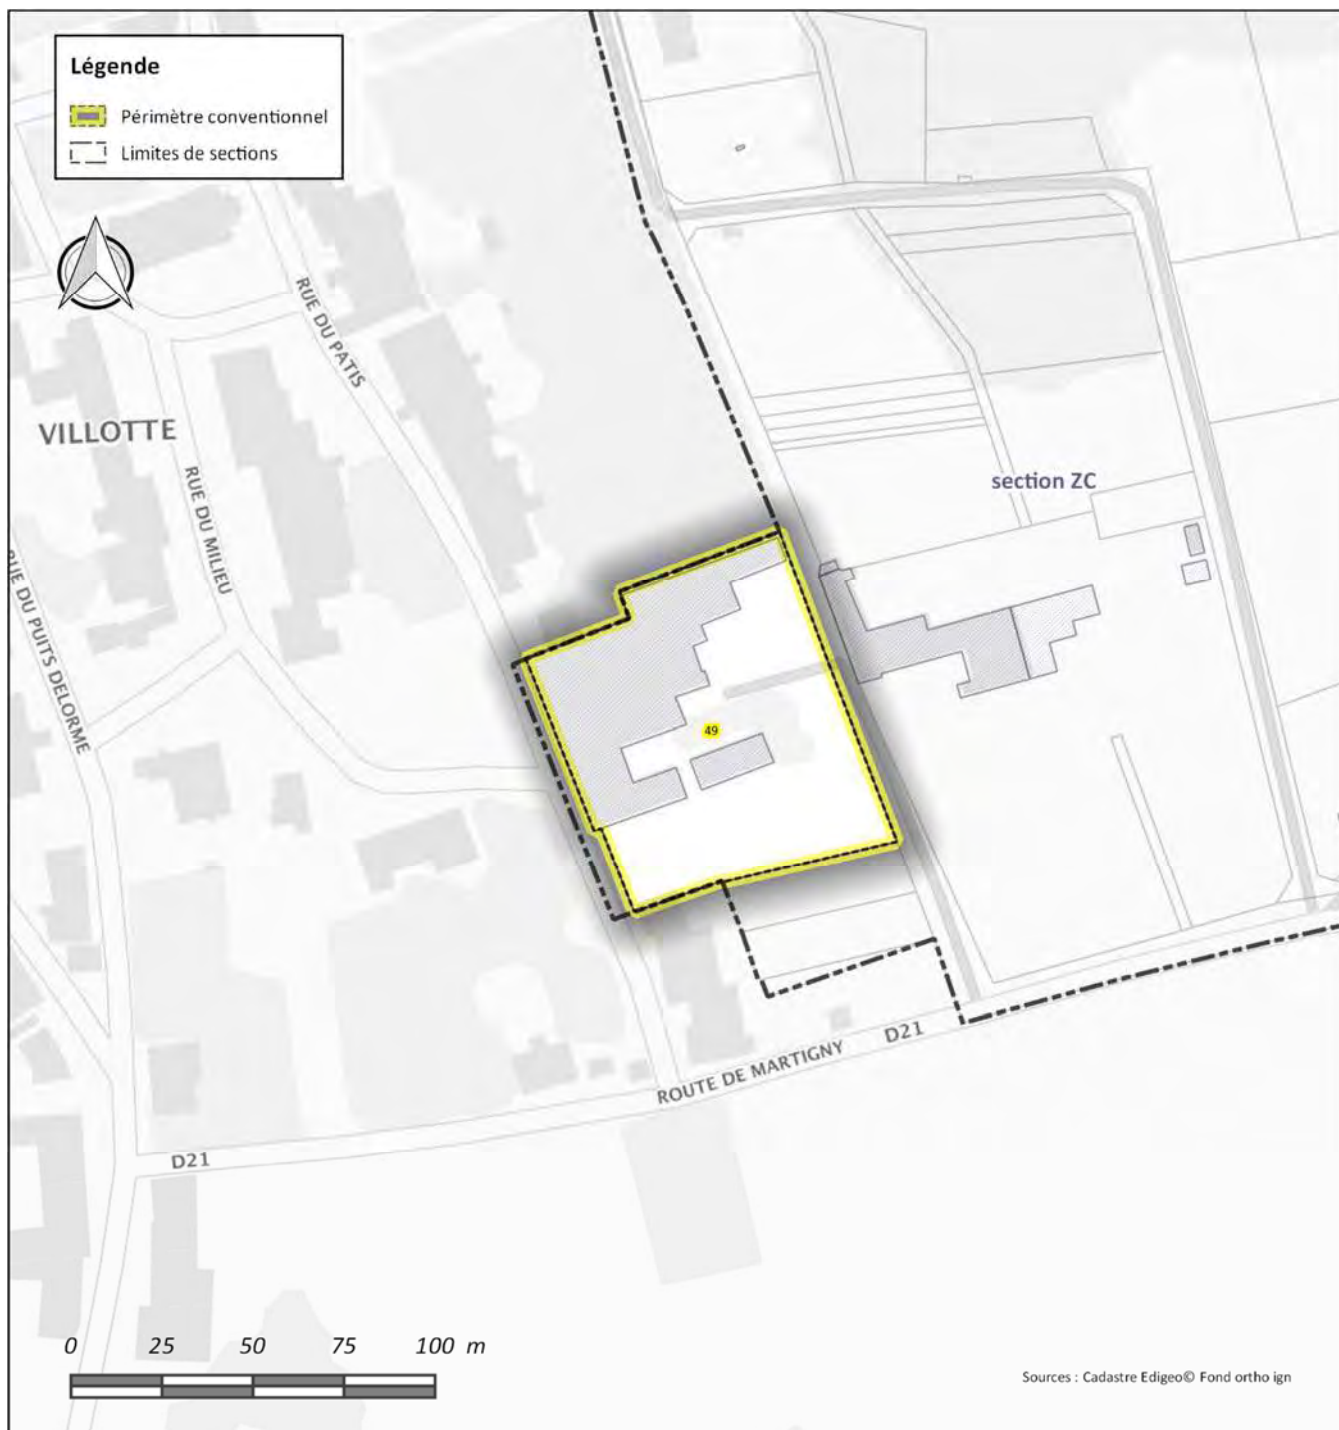 Légende
Périmètre conventionnel
Limites de sections
RUE DU PATIS
VILLOTTE
RUE DU MILIEU
section ZC
RUE DU PUITS DELORME
49
ROUTE DE MARTIGNY
D21
D21
0 25 50 75 100 m
Sources : Cadastre Edigeo© Fond ortho ign